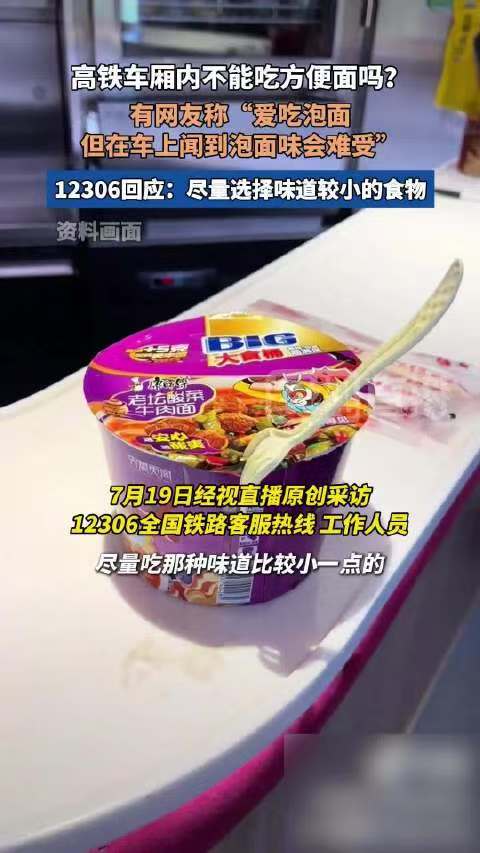 高铁车厢内不能吃方便面吗?
有网友称“爱吃泡面
但在车上闻到泡面味会难受”
12306回应：尽量选择味道较小的食物
资料画面
BIG
大食桶
康师傅
老坛酸菜
牛肉面
7月19日经视直播原创采访
12306全国铁路客服热线 工作人员
尽量吃那种味道比较小一点的